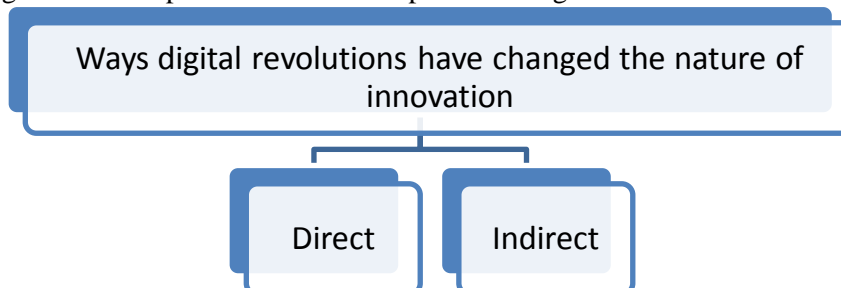 Ways digital revolutions have changed the nature of
innovation
Direct
Indirect